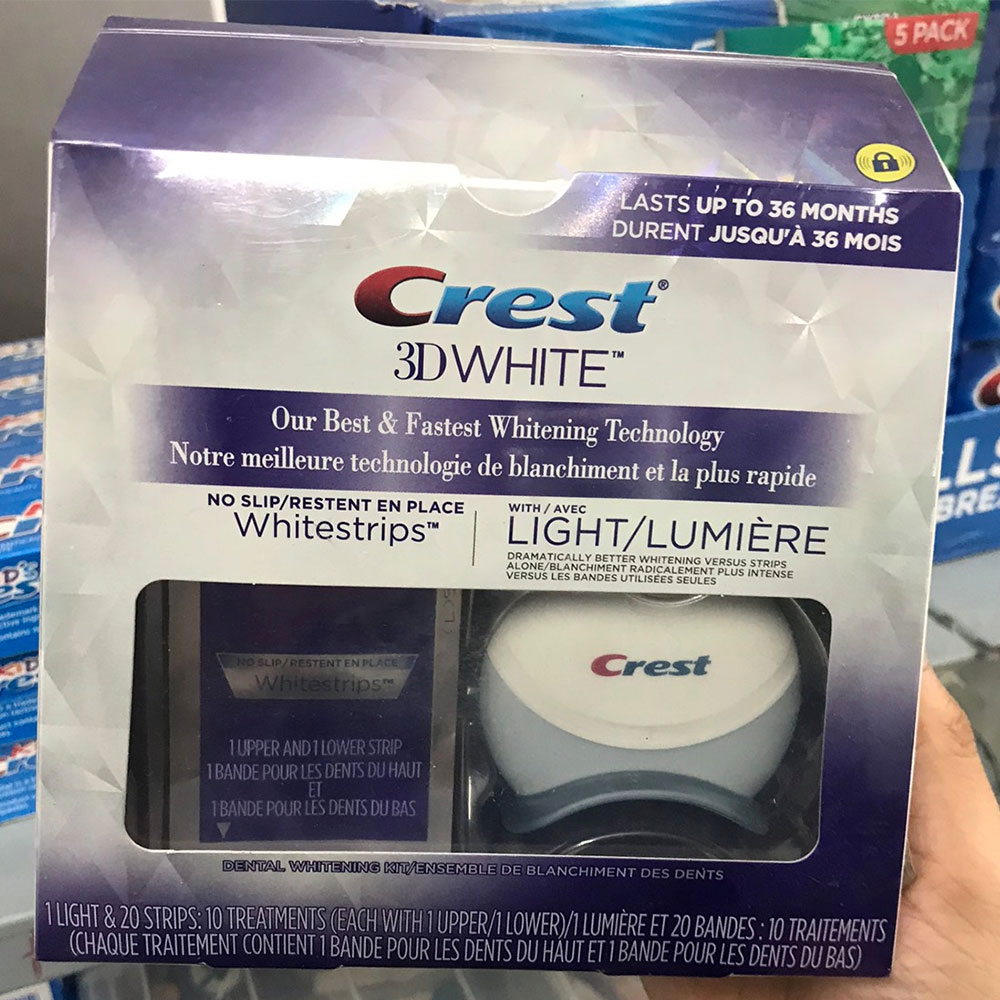 5 PACK
LASTS UP TO 36 MONTHS
DURENT JUSQU'À 36 MOIS
Crest®
3D WHITE™
Our Best & Fastest Whitening Technology
Notre meilleure technologie de blanchiment et la plus rapide
NO SLIP/RESTENT EN PLACE
Whitestrips™
WITH / AVEC
LIGHT/LUMIÈRE
DRAMATICALLY BETTER WHITENING VERSUS STRIPS
ALONE/BLANCHIMENT RADICALEMENT PLUS INTENSE
VERSUS LES BANDES UTILISÉES SEULES
NO SLIP/RESTENT EN PLACE
Whitestrips™
1 UPPER AND 1 LOWER STRIP
1 BANDE POUR LES DENTS DU HAUT
ET
1 BANDE POUR LES DENTS DU BAS
Crest
DENTAL WHITENING KIT/ENSEMBLE DE BLANCHIMENT DES DENTS
1 LIGHT & 20 STRIPS: 10 TREATMENTS (EACH WITH 1 UPPER/1 LOWER)/1 LUMIÈRE ET 20 BANDES : 10 TRAITEMENTS
(CHAQUE TRAITEMENT CONTIENT 1 BANDE POUR LES DENTS DU HAUT ET 1 BANDE POUR LES DENTS DU BAS)